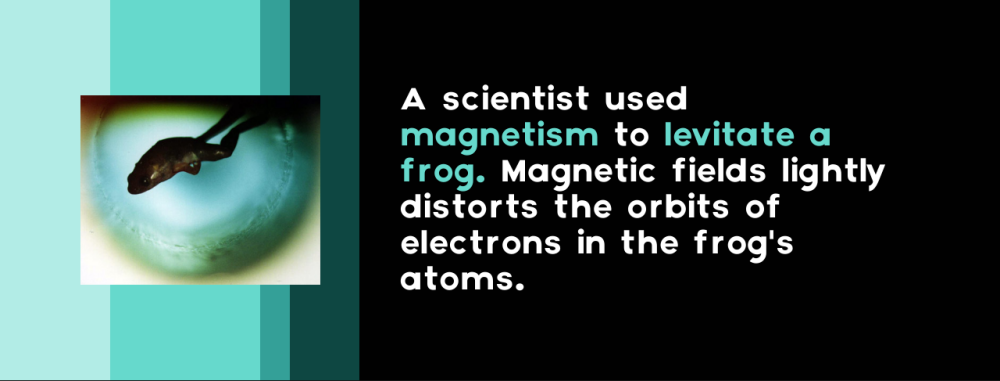 A scientist used
magnetism to levitate a
frog. Magnetic fields lightly
distorts the orbits of
electrons in the frog's
atoms.